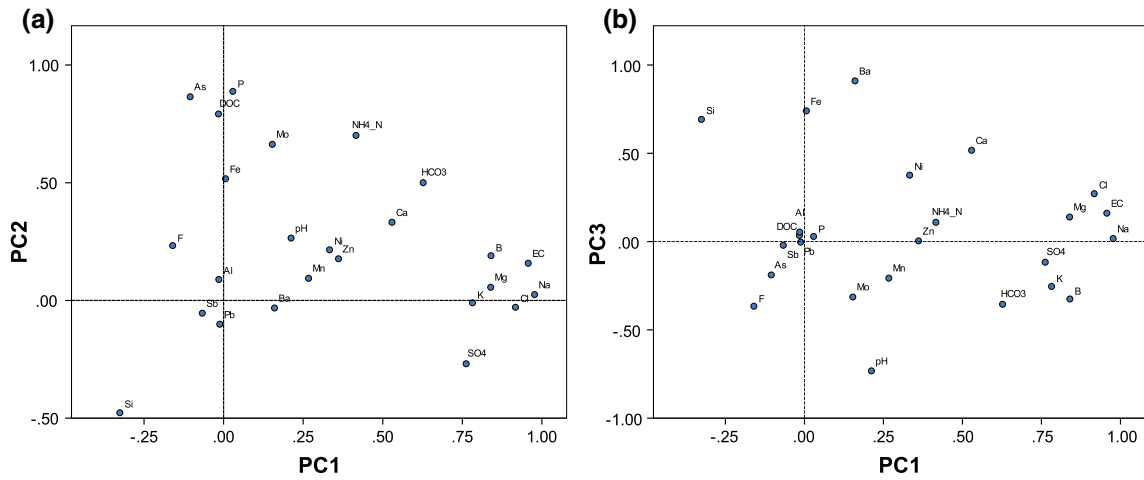 (a)
1.00
.50
.00
-.50
PC2
As
P
DOC
Mo
NH4_N
Fe
HCO3
Ca
F
pH
Ni
Zn
B
EC
Al
Mn
Mg
Na
K
Cl
Sb
Pb
Ba
SO4
Si
-.25
.00
.25
.50
.75
1.00
PC1
(b)
1.00
.50
.00
-.50
-1.00
PC3
Ba
Si
Fe
Ca
Ni
Cl
Al
NH4_N
Mg
EC
DOC
P
Zn
Na
Sb
Pb
SO4
As
Mn
K
F
Mo
HCO3
B
pH
-.25
.00
.25
.50
.75
1.00
PC1